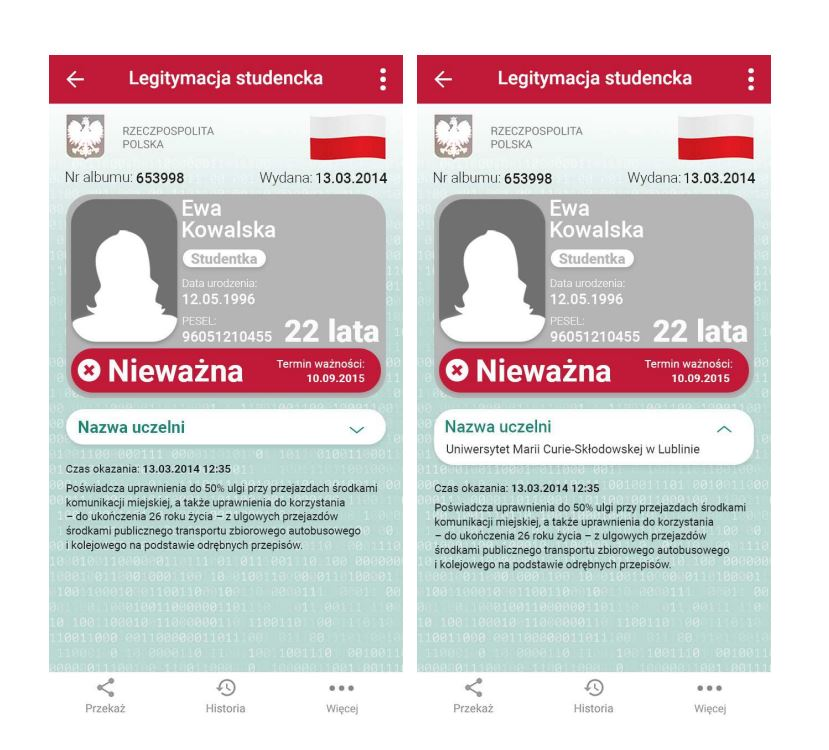 Legitymacja studencka
RZECZPOSPOLITA
POLSKA
Nr albumu: 653998 Wydana: 13.03.2014
Ewa
Kowalska
Studentka
Data urodzenia:
12.05.1996
PESEL:
96051210455 22 lata
Nieważna Termin ważności:
10.09.2015
Nazwa uczelni
Czas okazania: 13.03.2014 12:35
Poświadcza uprawnienia do 50% ulgi przy przejazdach środkami
komunikacji miejskiej, a także uprawnienia do korzystania
– do ukończenia 26 roku życia – z ulgowych przejazdów
środkami publicznego transportu zbiorowego autobusowego
i kolejowego na podstawie odrębnych przepisów.
Przekaż Historia Więcej
Legitymacja studencka
RZECZPOSPOLITA
POLSKA
Nr albumu: 653998 Wydana: 13.03.2014
Ewa
Kowalska
Studentka
Data urodzenia:
12.05.1996
PESEL:
96051210455 22 lata
Nieważna Termin ważności:
10.09.2015
Nazwa uczelni
Uniwersytet Marii Curie-Skłodowskej w Lublinie
Czas okazania: 13.03.2014 12:35
Poświadcza uprawnienia do 50% ulgi przy przejazdach środkami
komunikacji miejskiej, a także uprawnienia do korzystania
– do ukończenia 26 roku życia – z ulgowych przejazdów
środkami publicznego transportu zbiorowego autobusowego
i kolejowego na podstawie odrębnych przepisów.
Przekaż Historia Więcej